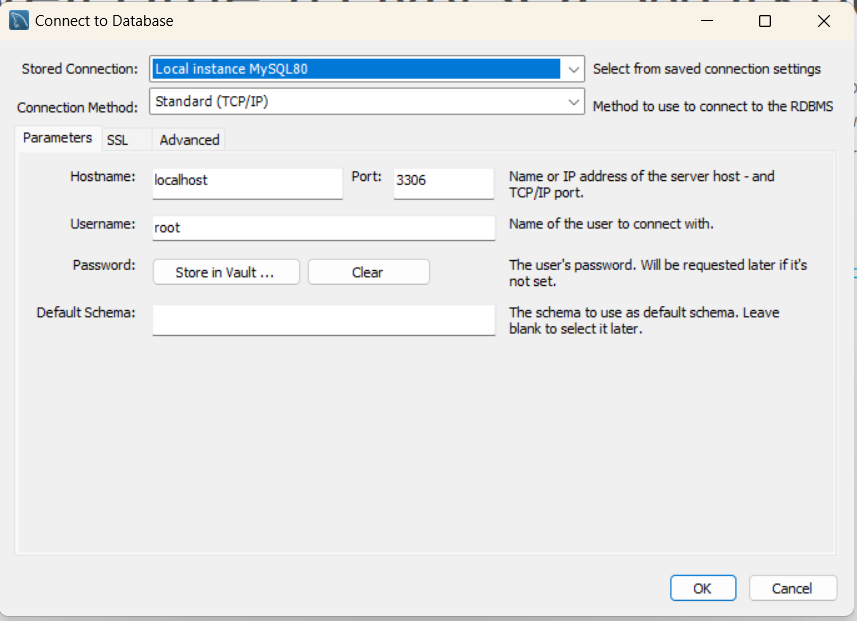 Connect to Database
Stored Connection: Local instance MySQL80 Select from saved connection settings
Connection Method: Standard (TCP/IP) Method to use to connect to the RDBMS
Parameters SSL Advanced
Hostname: localhost Port: 3306 Name or IP address of the server host - and
TCP/IP port.
Username: root Name of the user to connect with.
Password: Store in Vault ... Clear The user's password. Will be requested later if it's
not set.
Default Schema: The schema to use as default schema. Leave
blank to select it later.
OK Cancel